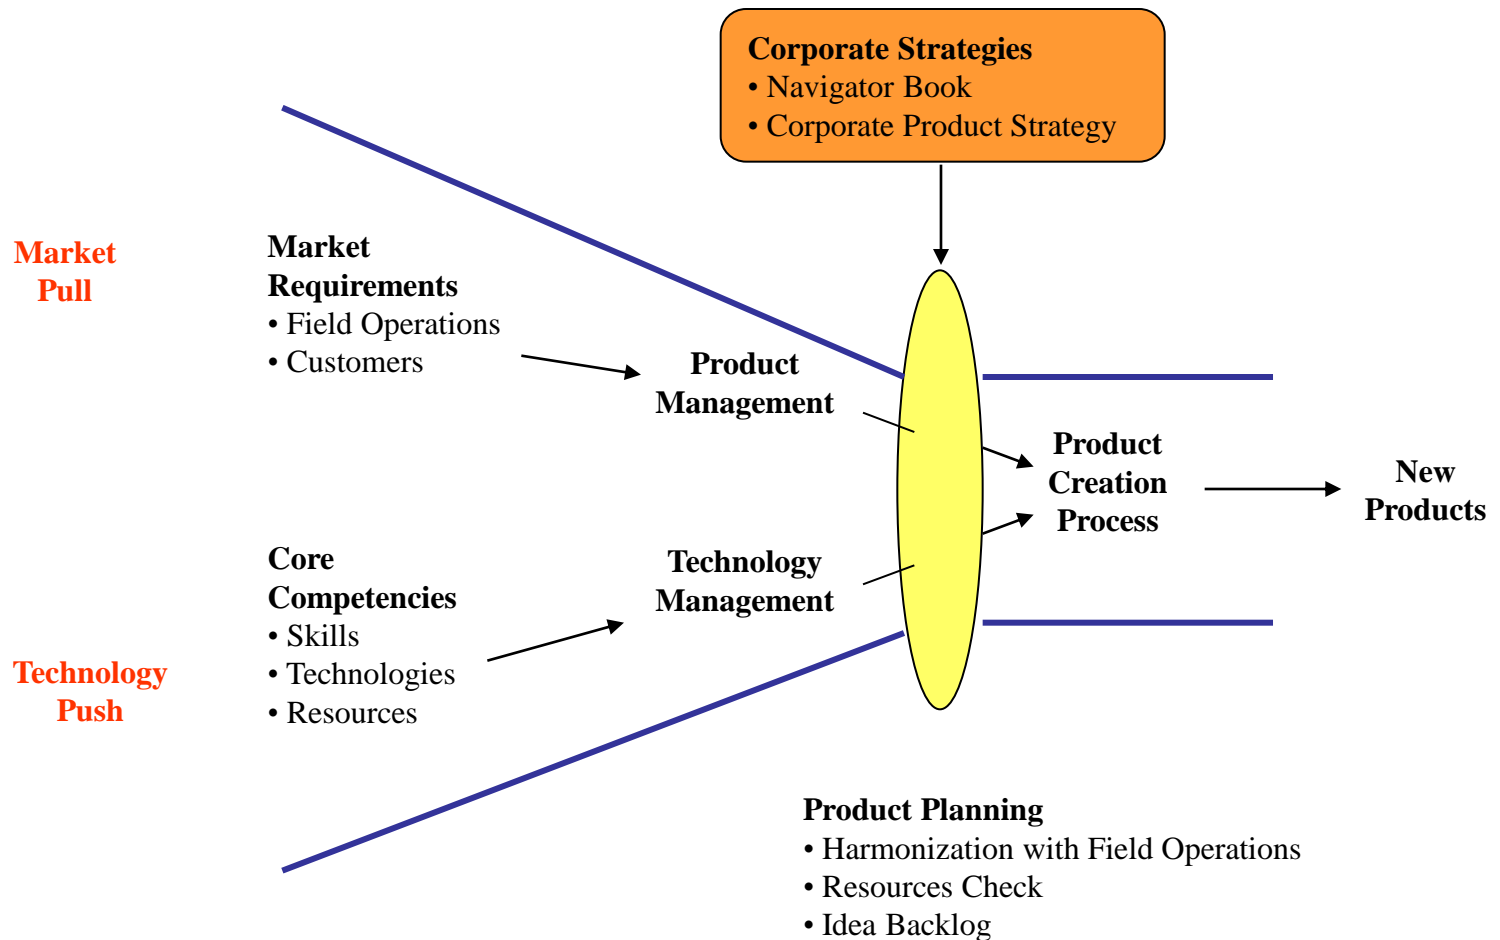 Corporate Strategies
• Navigator Book
• Corporate Product Strategy
Market
Pull
Market
Requirements
• Field Operations
• Customers
Product
Management
Product
Creation
Process
New
Products
Technology
Push
Core
Competencies
• Skills
• Technologies
• Resources
Technology
Management
Product Planning
• Harmonization with Field Operations
• Resources Check
• Idea Backlog